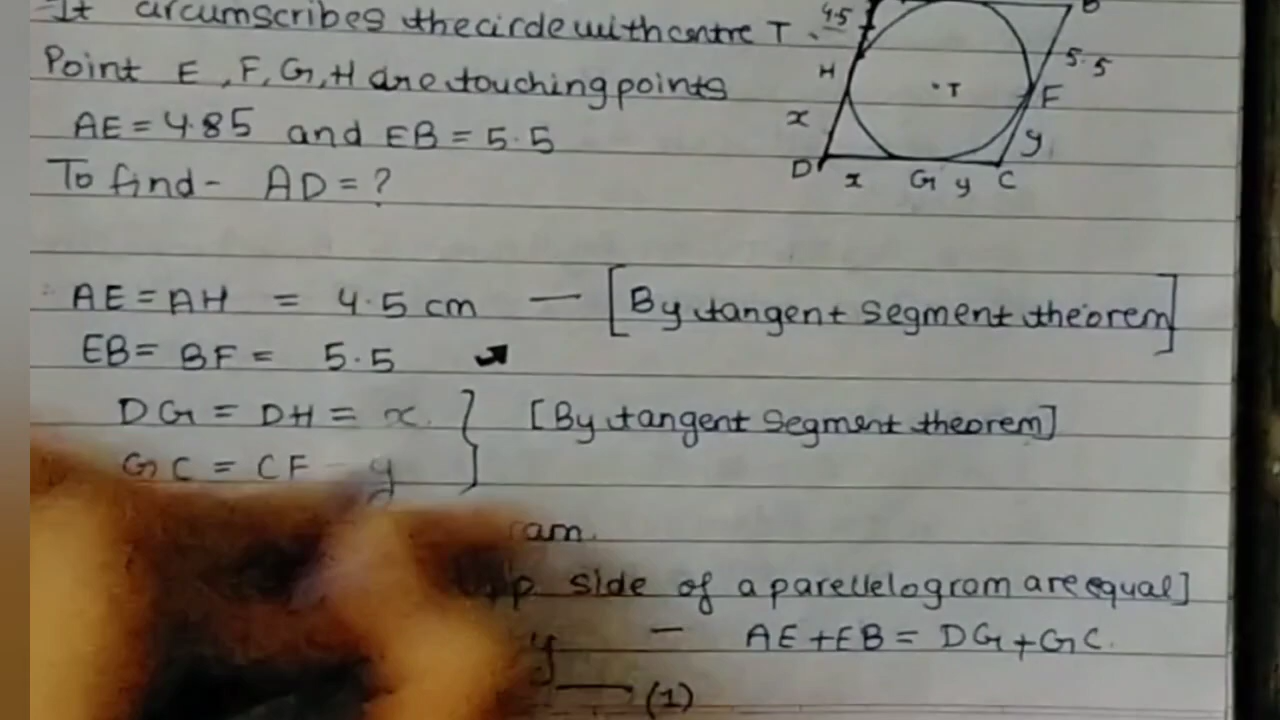 It circumscribes the circle with centre T.
Point E, F, G, H are touching points
AE = 4.85 and EB = 5.5
To find - AD = ?
4.5
B
H
5.5
T
F
x
y
D
x G y C
AE = AH = 4.5 cm — [By tangent segment theorem]
EB = BF = 5.5
DG = DH = x } [By tangent segment theorem]
GC = CF = y
am.
side of a parellelogram are equal]
y — AE + EB = DG + GC.
(1)